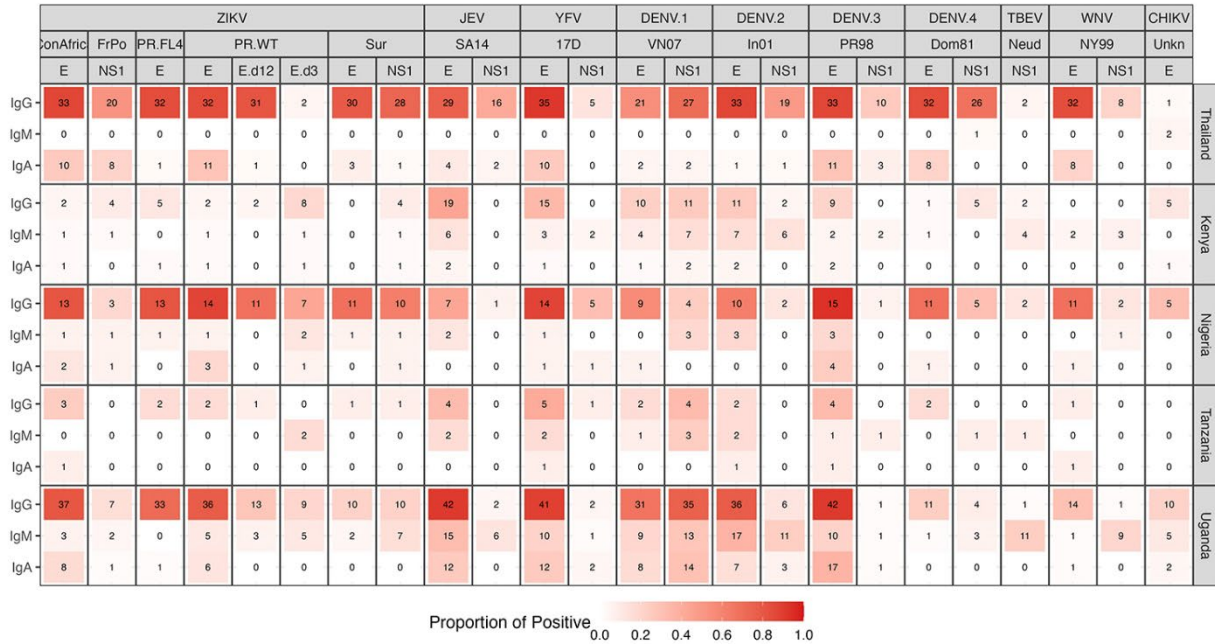 ZIKV JEV YFV DENV.1 DENV.2 DENV.3 DENV.4 TBEV WNV CHIKV
ConAfric FrPo PR.FL4 PR.WT Sur SA14 17D VN07 In01 PR98 Dom81 Neud NY99 Unkn
E NS1 E E E.d12 E.d3 E NS1 E NS1 E NS1 E NS1 E NS1 E NS1 E NS1 NS1 E NS1 E
IgG 33 20 32 32 31 2 30 28 29 16 35 5 21 27 33 19 33 10 32 26 2 32 8 1
IgM 0 0 0 0 0 0 0 0 0 0 0 0 0 0 0 0 0 0 0 1 0 0 0 2
IgA 10 8 1 11 1 0 3 1 4 2 10 0 2 2 1 1 11 3 8 0 0 8 0 0
Thailand
IgG 2 4 5 2 2 8 0 4 19 0 15 0 10 11 11 2 9 0 1 5 2 0 0 5
IgM 1 1 0 1 0 1 0 1 6 0 3 2 4 7 7 6 2 2 1 0 4 2 3 0
IgA 1 0 1 1 0 1 0 1 2 0 1 0 1 2 2 0 2 0 0 0 0 0 0 1
Kenya
IgG 13 3 13 14 11 7 11 10 7 1 14 5 9 4 10 2 15 1 11 5 2 11 2 5
IgM 1 1 1 1 0 2 1 1 2 0 1 0 0 3 3 0 3 0 0 0 0 0 1 0
IgA 2 1 0 3 0 1 0 1 0 0 1 1 1 0 0 0 4 0 1 0 0 1 0 0
Nigeria
IgG 3 0 2 2 1 0 1 1 4 0 5 1 2 4 2 0 4 0 2 0 0 1 0 0
IgM 0 0 0 0 0 2 0 0 2 0 2 0 1 3 2 0 1 1 0 1 1 0 0 0
IgA 1 0 0 0 0 0 0 0 0 0 1 0 0 0 1 0 1 0 0 0 0 1 0 0
Tanzania
IgG 37 7 33 36 13 9 10 10 42 2 41 2 31 35 36 6 42 1 11 4 1 14 1 10
IgM 3 2 0 5 3 5 2 7 15 6 10 1 9 13 17 11 10 1 1 3 11 1 9 5
IgA 8 1 1 6 0 0 0 0 12 0 12 2 8 14 7 3 17 1 0 0 0 1 0 2
Uganda
Proportion of Positive
0.0 0.2 0.4 0.6 0.8 1.0